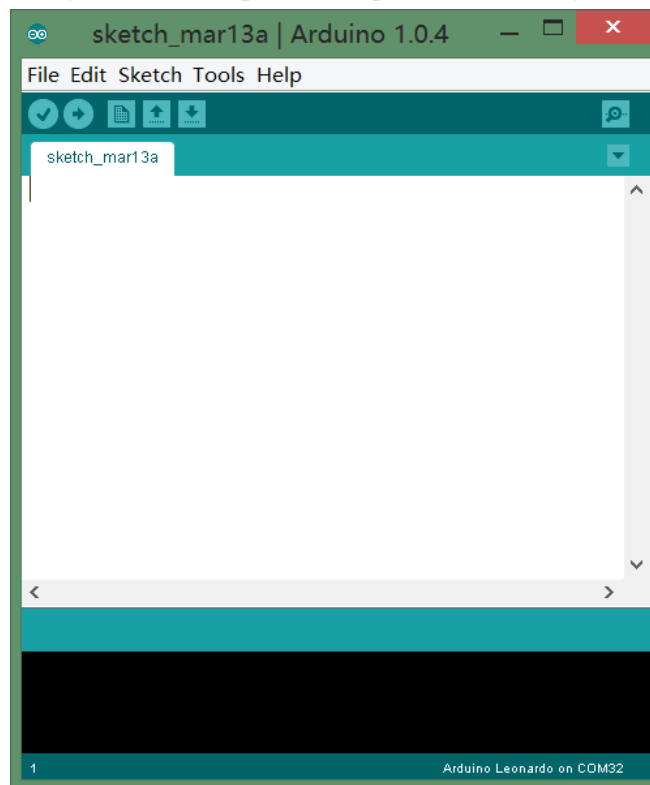 sketch_mar13a | Arduino 1.0.4
File Edit Sketch Tools Help
sketch_mar13a
1 Arduino Leonardo on COM32